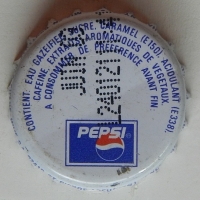 CONTIENT EAU GAZEIFIEE, SUCRE, CARAMEL (E150) ACIDULANT (E338),
CAFEINE, EXTRAITS AROMATIQUES DE VEGETAUX.
A CONSOMMER DE PREFERENCE AVANT FIN
L240121
PEPSI